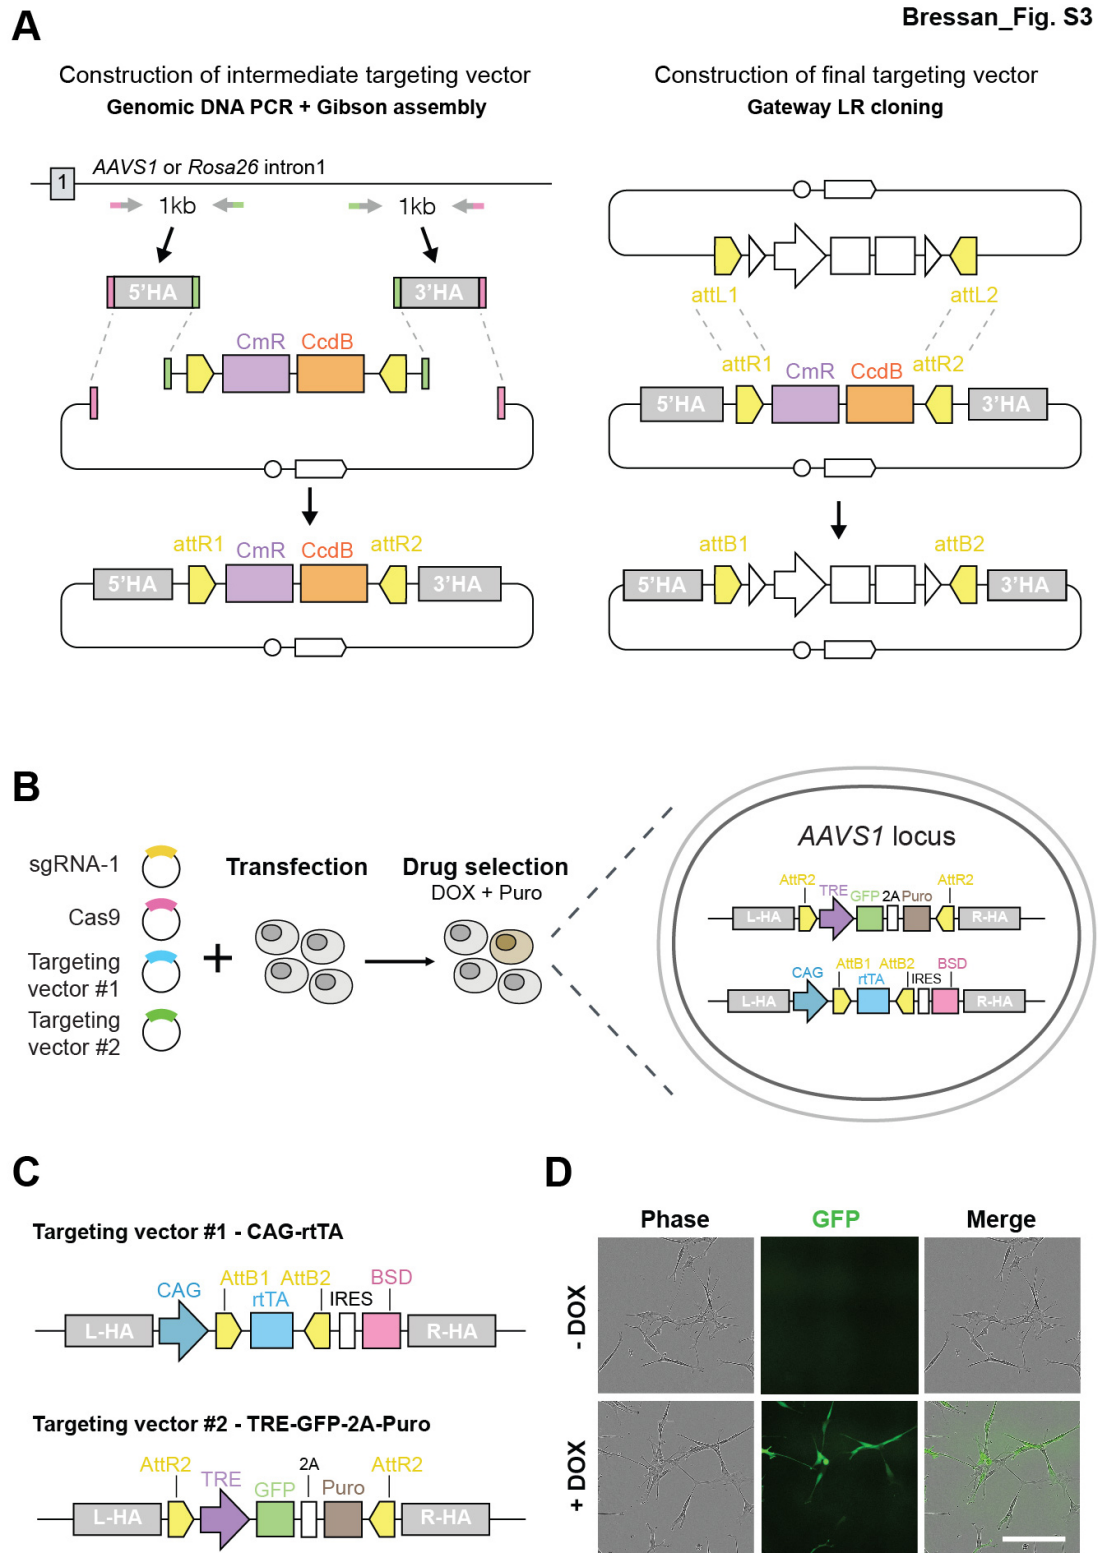 Bressan_Fig. S3
A
Construction of intermediate targeting vector
Genomic DNA PCR + Gibson assembly
1
AAVS1 or Rosa26 intron1
1kb
1kb
5'HA
3'HA
CmR
CcdB
attR1
CmR
CcdB
attR2
5'HA
3'HA
Construction of final targeting vector
Gateway LR cloning
attL1
attL2
attR1
CmR
CcdB
attR2
5'HA
3'HA
attB1
attB2
5'HA
3'HA
B
sgRNA-1
Cas9
Targeting
vector #1
Targeting
vector #2
+
Transfection
Drug selection
DOX + Puro
AAVS1 locus
AttR2
TRE
GFP
2A
Puro
AttR2
L-HA
R-HA
CAG
AttB1
rtTA
AttB2
IRES
BSD
L-HA
R-HA
C
Targeting vector #1 - CAG-rtTA
CAG
AttB1
rtTA
AttB2
IRES
BSD
L-HA
R-HA
Targeting vector #2 - TRE-GFP-2A-Puro
AttR2
TRE
GFP
2A
Puro
AttR2
L-HA
R-HA
D
Phase
GFP
Merge
- DOX
+ DOX